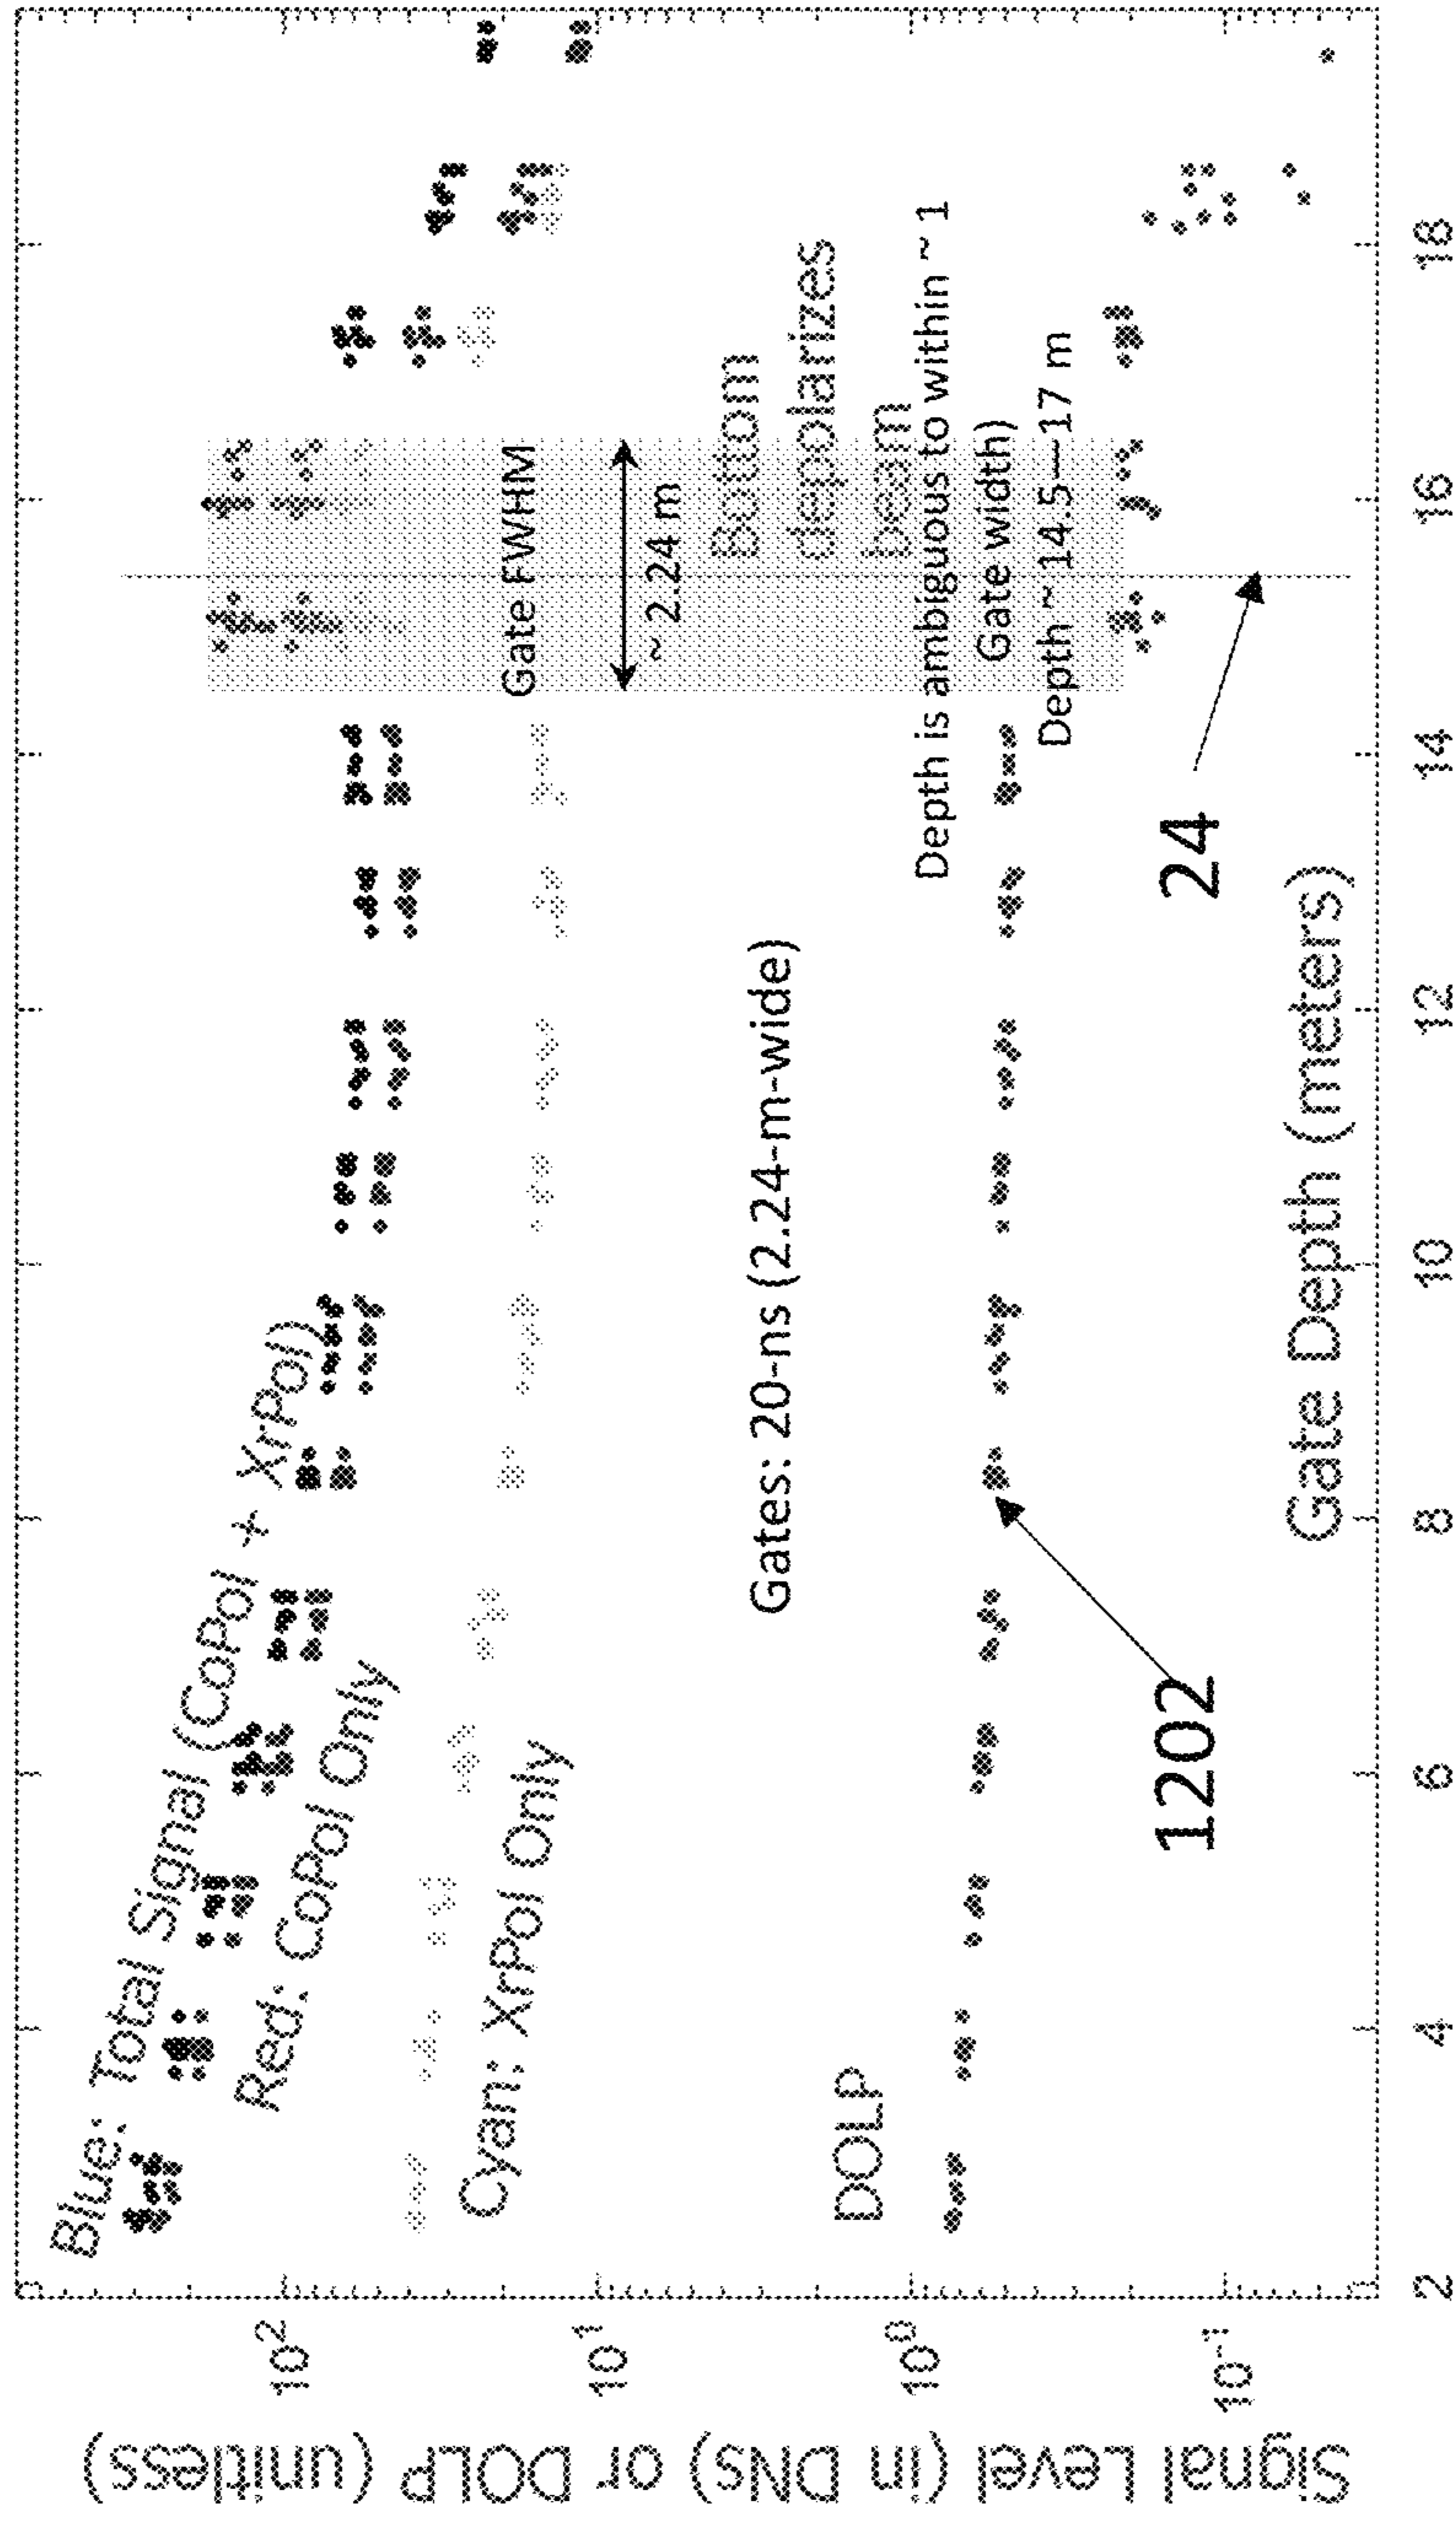 Signal Level (in DNs) or DOLP (unitless)
10²
10¹
10⁰
10⁻¹
Blue: Total Signal (CoPol + XrPol)
Red: CoPol Only
Cyan: XrPol Only
DOLP
Gates: 20-ns (2.24-m-wide)
Gate FWHM
~ 2.24 m
Bottom
depolarizes
beam
Depth is ambiguous to within ~ 1
Gate width)
Depth ~ 14.5—17 m
1202
24
2 4 6 8 10 12 14 16 18
Gate Depth (meters)